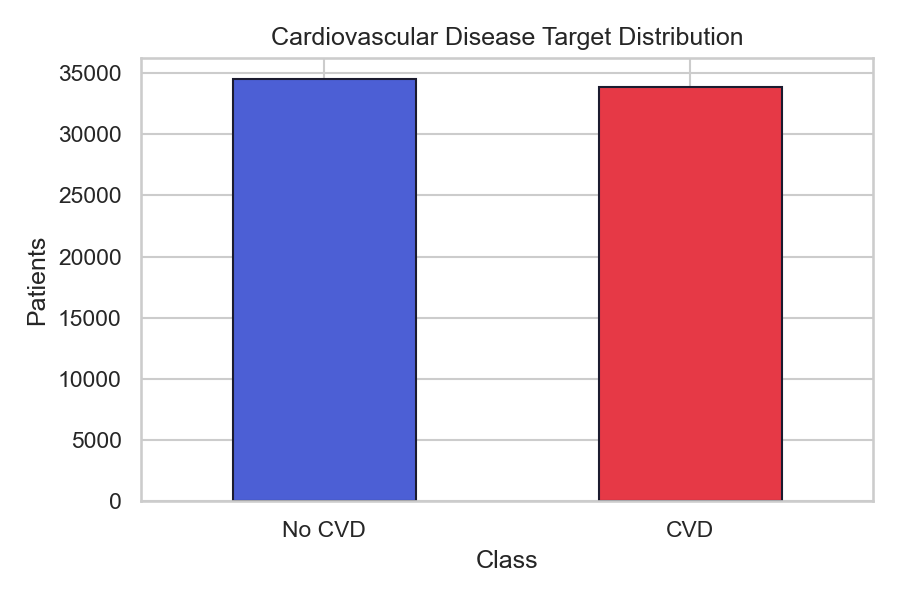 Cardiovascular Disease Target Distribution
35000
30000
25000
20000
15000
10000
5000
0
Patients
No CVD
CVD
Class